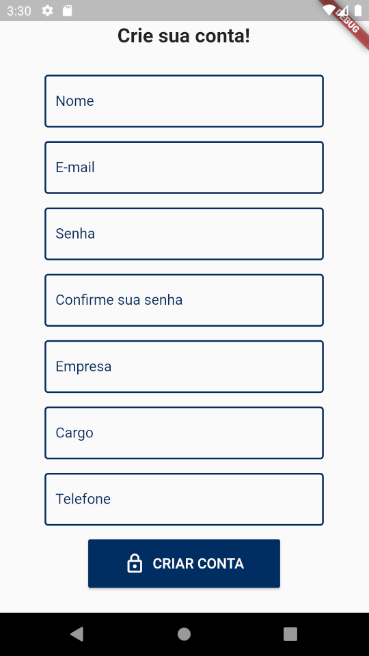 3:30
DEBUG
Crie sua conta!
Nome
E-mail
Senha
Confirme sua senha
Empresa
Cargo
Telefone
CRIAR CONTA